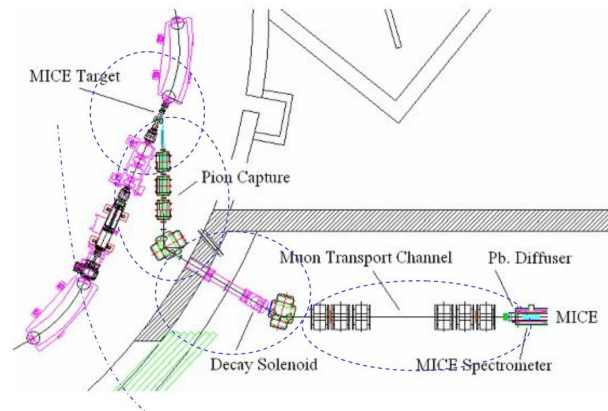 MICE Target
Pion Capture
Muon Transport Channel
Pb. Diffuser
MICE
Decay Solenoid
MICE Spectrometer